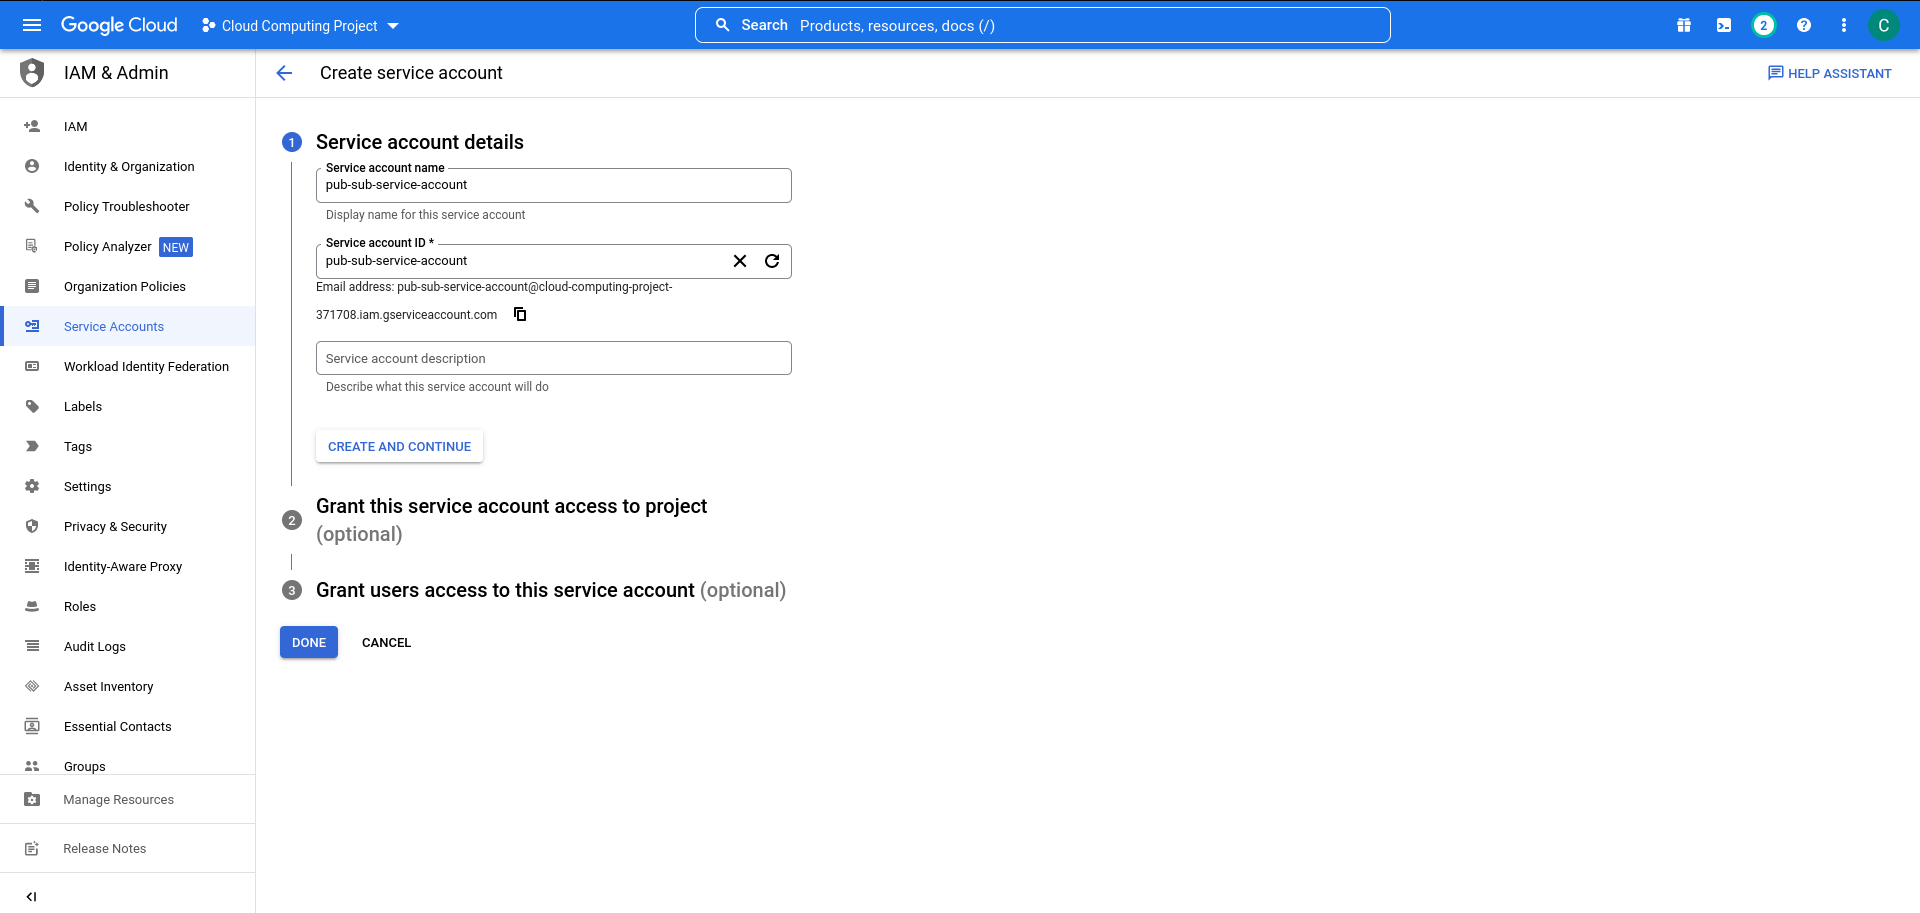 Google Cloud
Cloud Computing Project
Search Products, resources, docs (/)
2
C
IAM & Admin
Create service account
HELP ASSISTANT
IAM
Identity & Organization
Policy Troubleshooter
Policy Analyzer NEW
Organization Policies
Service Accounts
Workload Identity Federation
Labels
Tags
Settings
Privacy & Security
Identity-Aware Proxy
Roles
Audit Logs
Asset Inventory
Essential Contacts
Groups
Manage Resources
Release Notes
1 Service account details
Service account name
pub-sub-service-account
Display name for this service account
Service account ID *
pub-sub-service-account
Email address: pub-sub-service-account@cloud-computing-project-
371708.iam.gserviceaccount.com
Service account description
Describe what this service account will do
CREATE AND CONTINUE
2 Grant this service account access to project
(optional)
3 Grant users access to this service account (optional)
DONE CANCEL